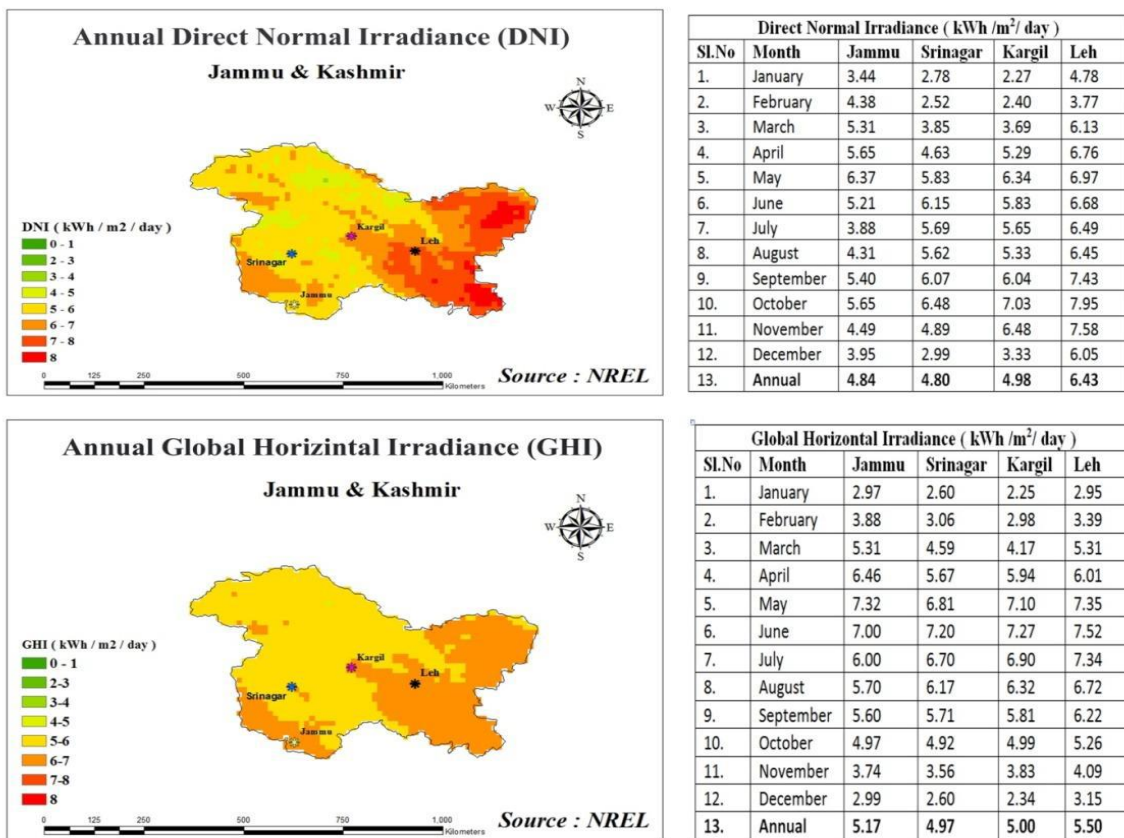 Annual Direct Normal Irradiance (DNI)
Jammu & Kashmir
N
W E
S
Kargil
Leh
Srinagar
Jammu
DNI ( kWh / m2 / day )
0 - 1
2 - 3
3 - 4
4 - 5
5 - 6
6 - 7
7 - 8
8
0 125 250 500 750 1,000
Kilometers
Source : NREL
Direct Normal Irradiance ( kWh /m²/ day )
Sl.No Month Jammu Srinagar Kargil Leh
1. January 3.44 2.78 2.27 4.78
2. February 4.38 2.52 2.40 3.77
3. March 5.31 3.85 3.69 6.13
4. April 5.65 4.63 5.29 6.76
5. May 6.37 5.83 6.34 6.97
6. June 5.21 6.15 5.83 6.68
7. July 3.88 5.69 5.65 6.49
8. August 4.31 5.62 5.33 6.45
9. September 5.40 6.07 6.04 7.43
10. October 5.65 6.48 7.03 7.95
11. November 4.49 4.89 6.48 7.58
12. December 3.95 2.99 3.33 6.05
13. Annual 4.84 4.80 4.98 6.43
Annual Global Horizintal Irradiance (GHI)
Jammu & Kashmir
N
W E
S
Kargil
Leh
Srinagar
Jammu
GHI ( kWh / m2 / day )
0 - 1
2-3
3-4
4-5
5-6
6-7
7-8
8
0 125 250 500 750 1,000
Kilometers
Source : NREL
Global Horizontal Irradiance ( kWh /m²/ day )
Sl.No Month Jammu Srinagar Kargil Leh
1. January 2.97 2.60 2.25 2.95
2. February 3.88 3.06 2.98 3.39
3. March 5.31 4.59 4.17 5.31
4. April 6.46 5.67 5.94 6.01
5. May 7.32 6.81 7.10 7.35
6. June 7.00 7.20 7.27 7.52
7. July 6.00 6.70 6.90 7.34
8. August 5.70 6.17 6.32 6.72
9. September 5.60 5.71 5.81 6.22
10. October 4.97 4.92 4.99 5.26
11. November 3.74 3.56 3.83 4.09
12. December 2.99 2.60 2.34 3.15
13. Annual 5.17 4.97 5.00 5.50